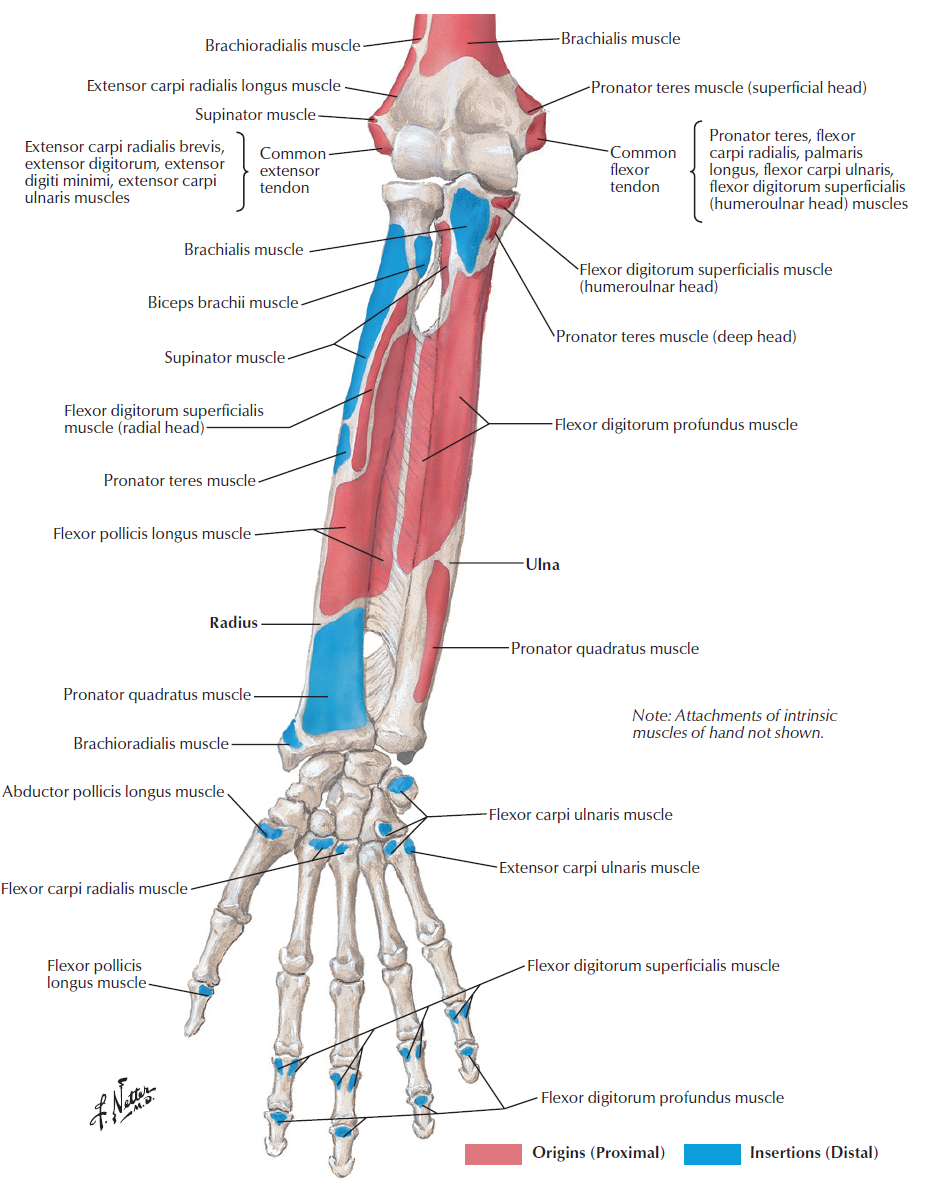 Brachioradialis muscle
Brachialis muscle
Extensor carpi radialis longus muscle
Pronator teres muscle (superficial head)
Supinator muscle
Extensor carpi radialis brevis,
extensor digitorum, extensor
digiti minimi, extensor carpi
ulnaris muscles
Common
extensor
tendon
Common
flexor
tendon
Pronator teres, flexor
carpi radialis, palmaris
longus, flexor carpi ulnaris,
flexor digitorum superficialis
(humeroulnar head) muscles
Brachialis muscle
Flexor digitorum superficialis muscle
(humeroulnar head)
Biceps brachii muscle
Pronator teres muscle (deep head)
Supinator muscle
Flexor digitorum superficialis
muscle (radial head)
Flexor digitorum profundus muscle
Pronator teres muscle
Flexor pollicis longus muscle
Ulna
Radius
Pronator quadratus muscle
Pronator quadratus muscle
Note: Attachments of intrinsic
muscles of hand not shown.
Brachioradialis muscle
Abductor pollicis longus muscle
Flexor carpi ulnaris muscle
Extensor carpi ulnaris muscle
Flexor carpi radialis muscle
Flexor pollicis
longus muscle
Flexor digitorum superficialis muscle
Flexor digitorum profundus muscle
F. Netter
M.D.
Origins (Proximal)
Insertions (Distal)